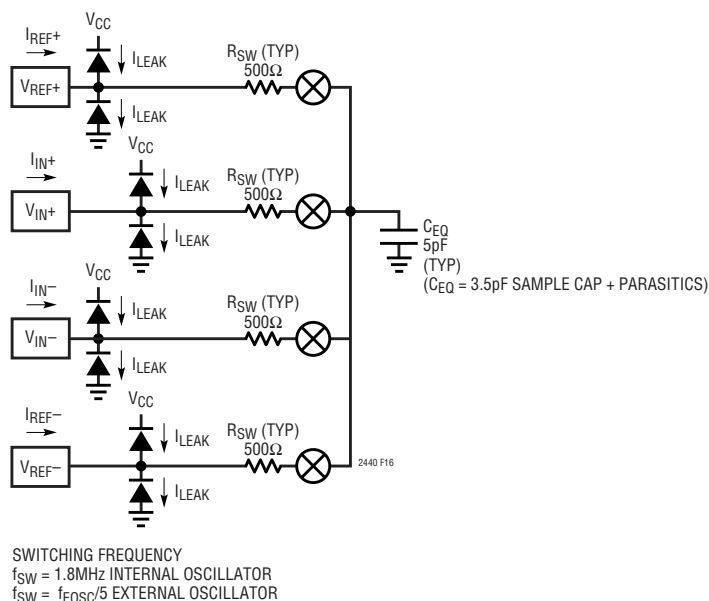 VCC
IREF+
ILEAK
RSW (TYP)
500Ω
VREF+
ILEAK
VCC
IIN+
ILEAK
RSW (TYP)
500Ω
VIN+
ILEAK
CEQ
5pF
(TYP)
(CEQ = 3.5pF SAMPLE CAP + PARASITICS)
VCC
IIN–
ILEAK
RSW (TYP)
500Ω
VIN–
ILEAK
VCC
IREF–
ILEAK
RSW (TYP)
500Ω
VREF–
ILEAK
2440 F16
SWITCHING FREQUENCY
fSW = 1.8MHz INTERNAL OSCILLATOR
fSW = fEOSC/5 EXTERNAL OSCILLATOR